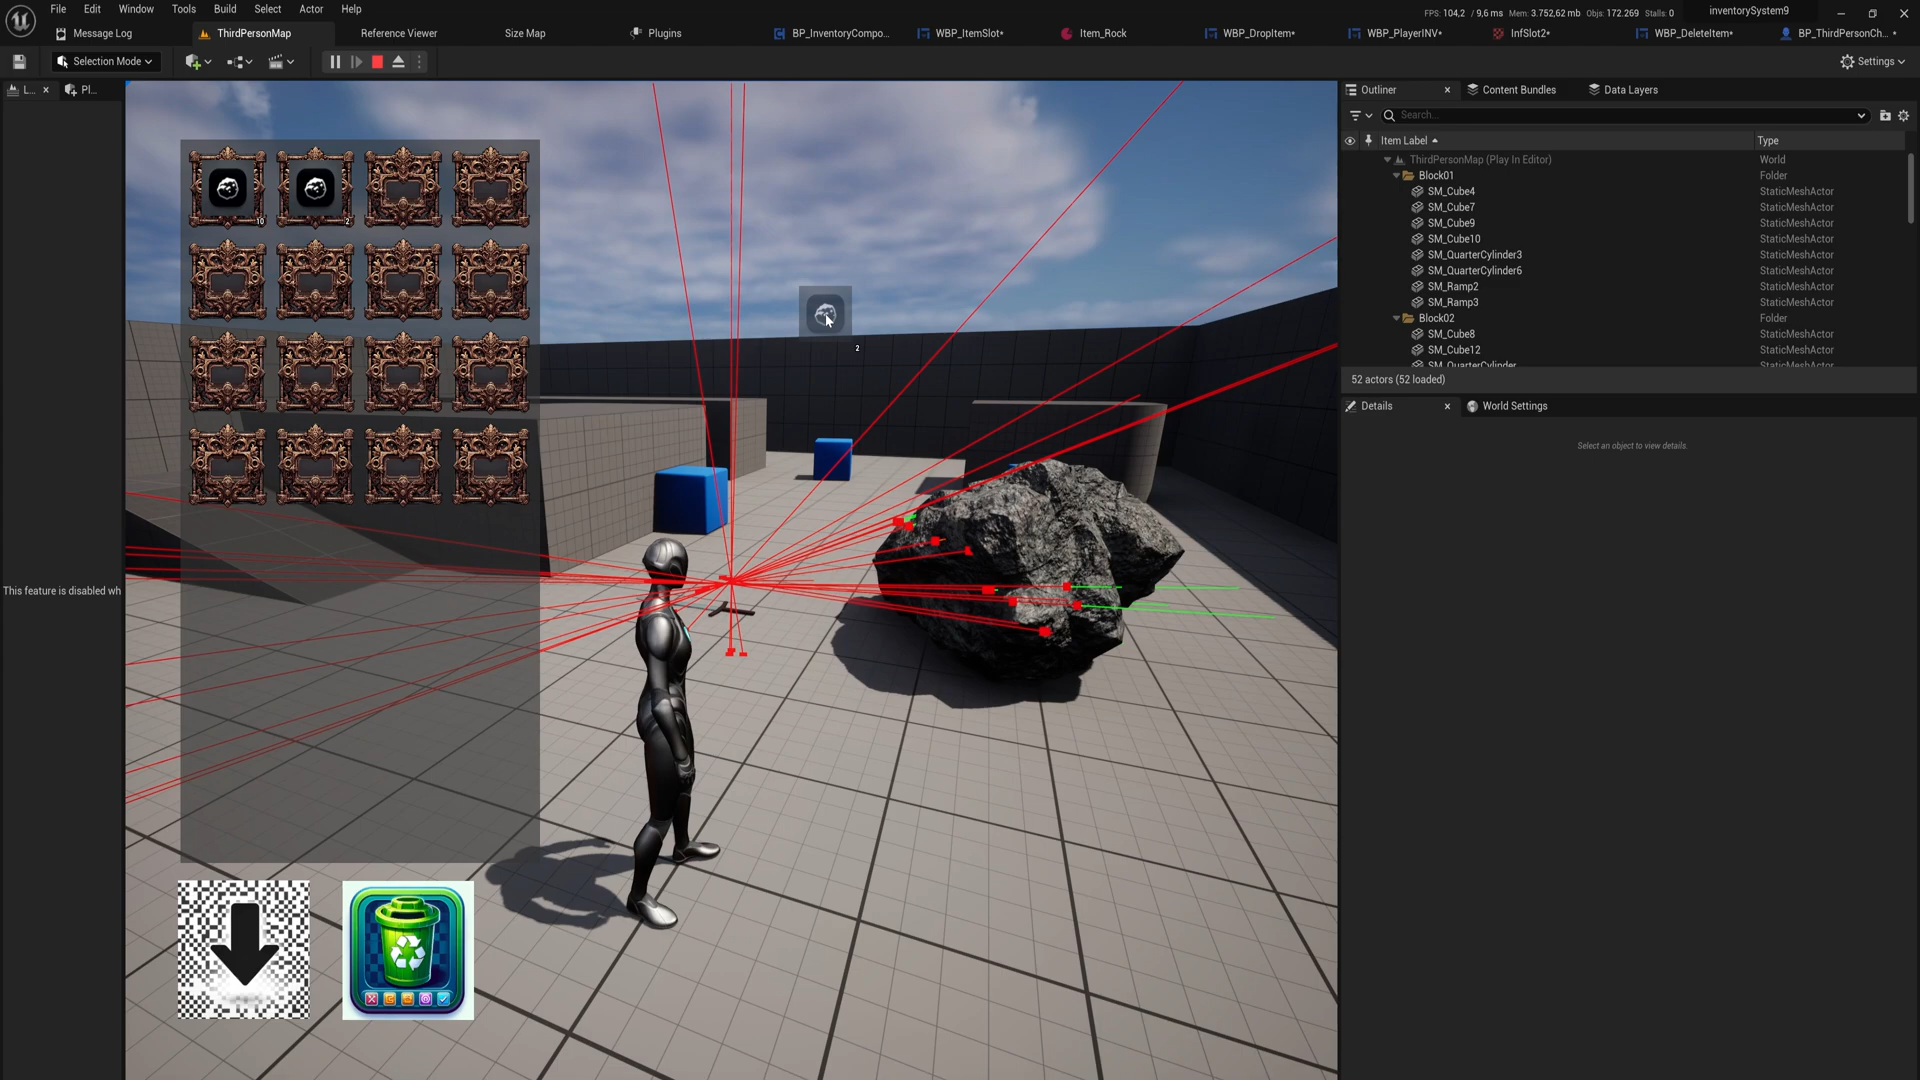 File Edit Window Tools Build Select Actor Help
FPS: 104,2 / 9,6 ms Mem: 3.752,62 mb Objs: 172.269 Stalls: 0
inventorySystem9
Message Log
ThirdPersonMap
Reference Viewer
Size Map
Plugins
BP_InventoryCompo...
WBP_ItemSlot*
Item_Rock
WBP_DropItem*
WBP_PlayerINV*
InfSlot2*
WBP_DeleteItem*
BP_ThirdPersonCh... *
Selection Mode
Settings
L...
Pl...
Outliner
Content Bundles
Data Layers
Search...
Item Label Type
ThirdPersonMap (Play In Editor) World
Block01 Folder
SM_Cube4 StaticMeshActor
SM_Cube7 StaticMeshActor
SM_Cube9 StaticMeshActor
SM_Cube10 StaticMeshActor
SM_QuarterCylinder3 StaticMeshActor
SM_QuarterCylinder6 StaticMeshActor
SM_Ramp2 StaticMeshActor
SM_Ramp3 StaticMeshActor
Block02 Folder
SM_Cube8 StaticMeshActor
SM_Cube12 StaticMeshActor
SM_QuarterCylinder StaticMeshActor
52 actors (52 loaded)
Details
World Settings
Select an object to view details.
10
2
2
This feature is disabled wh